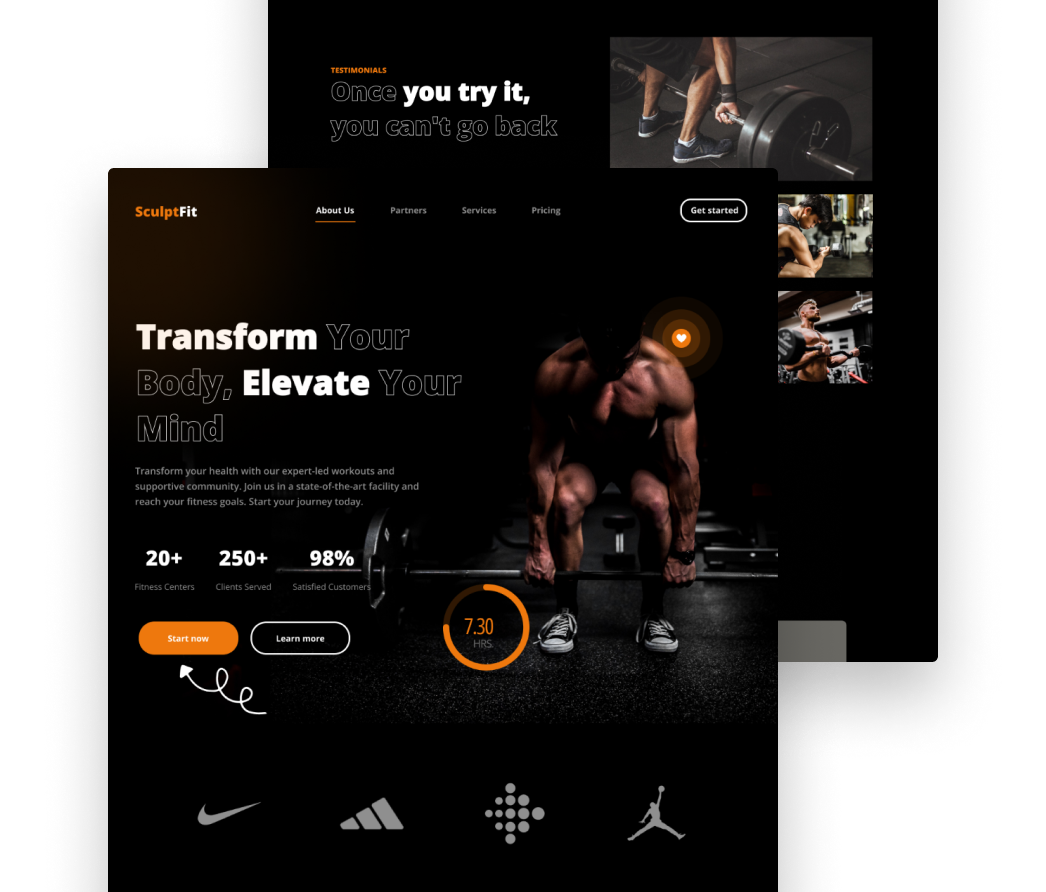 TESTIMONIALS
Once you try it,
you can't go back
SculptFit
About Us
Partners
Services
Pricing
Get started
Transform Your
Body, Elevate Your
Mind
Transform your health with our expert-led workouts and
supportive community. Join us in a state-of-the-art facility and
reach your fitness goals. Start your journey today.
20+
250+
98%
Fitness Centers
Clients Served
Satisfied Customers
7.30
HRS
Start now
Learn more